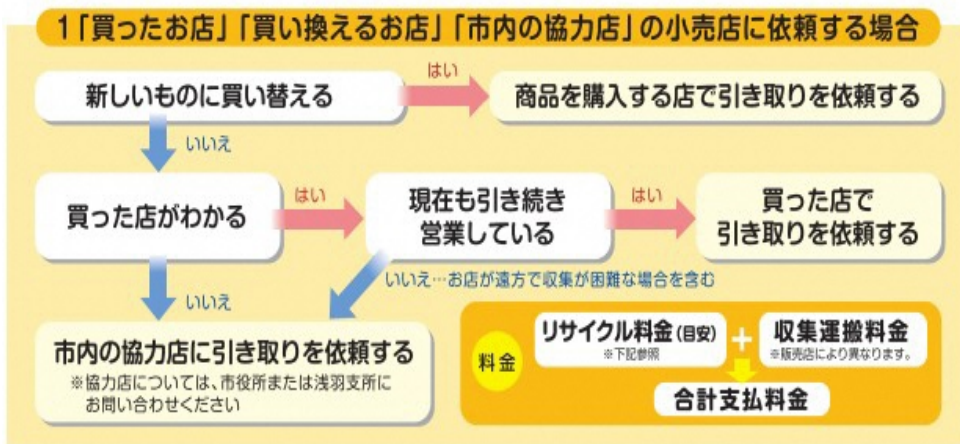 1「買ったお店」「買い換えるお店」「市内の協力店」の小売店に依頼する場合
新しいものに買い替える
はい
商品を購入する店で引き取りを依頼する
いいえ
買った店がわかる
はい
現在も引き続き
営業している
はい
買った店で
引き取りを依頼する
いいえ…お店が遠方で収集が困難な場合を含む
いいえ
市内の協力店に引き取りを依頼する
※協力店については、市役所または浅羽支所に
お問い合わせください
料金
リサイクル料金(目安)
※下記参照
+
収集運搬料金
※販売店により異なります。
合計支払料金